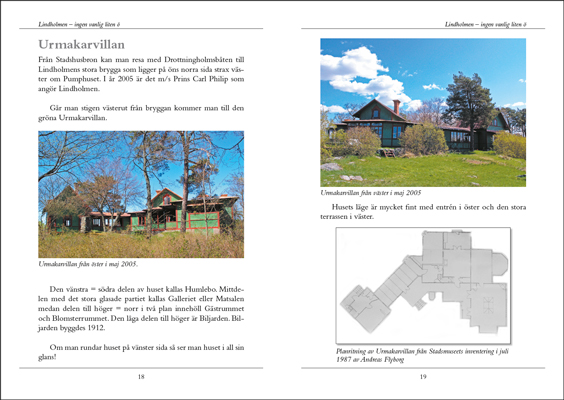 Lindholmen – ingen vanlig liten ö
Urmakarvillan
Från Stadshusbron kan man resa med Drottningholmsbåten till
Lindholmens stora brygga som ligger på öns norra sida strax väs-
ter om Pumphuset. I år 2005 är det m/s Prins Carl Philip som
angör Lindholmen.
Går man stigen västerut från bryggan kommer man till den
gröna Urmakarvillan.
Urmakarvillan från öster i maj 2005.
Den vänstra = södra delen av huset kallas Humlebo. Mittde-
len med det stora glasade partiet kallas Galleriet eller Matsalen
medan delen till höger = norr i två plan innehöll Gästrummet
och Blomsterrummet. Den låga delen till höger är Biljarden. Bil-
jarden byggdes 1912.
Om man rundar huset på vänster sida så ser man huset i all sin
glans!
18
Lindholmen – ingen vanlig liten ö
Urmakarvillan från väster i maj 2005
Husets läge är mycket fint med entrén i öster och den stora
terrassen i väster.
Planritning av Urmakarvillan från Stadsmuseets inventering i juli
1987 av Andreas Flyborg
19